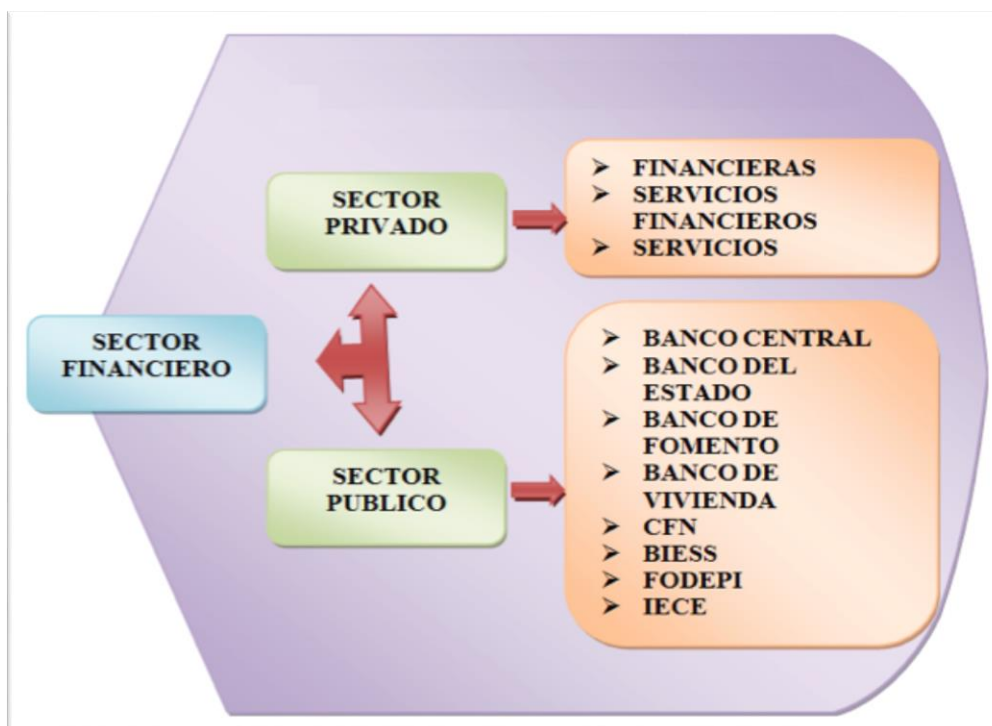 SECTOR
FINANCIERO
SECTOR
PRIVADO
➢ FINANCIERAS
➢ SERVICIOS
FINANCIEROS
➢ SERVICIOS
SECTOR
PUBLICO
➢ BANCO CENTRAL
➢ BANCO DEL
ESTADO
➢ BANCO DE
FOMENTO
➢ BANCO DE
VIVIENDA
➢ CFN
➢ BIESS
➢ FODEPI
➢ IECE